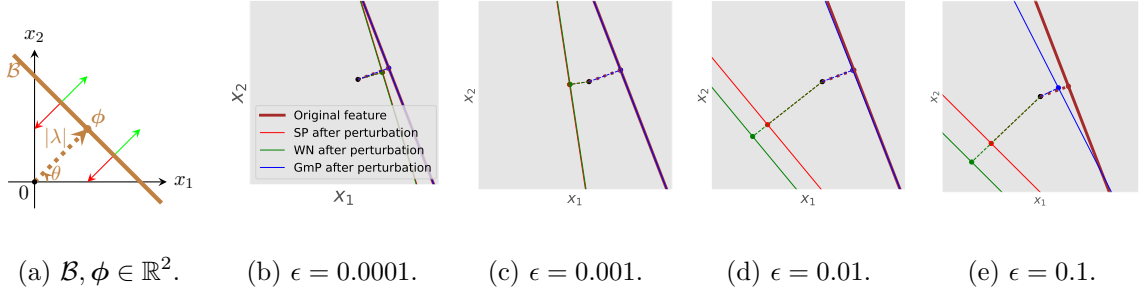 x₂
ℬ
ϕ
|λ|
θ
0
x₁
x₂
Original feature
SP after perturbation
WN after perturbation
GmP after perturbation
x₁
x₂
x₁
x₂
x₁
x₂
x₁
(a) ℬ, ϕ ∈ ℝ².
(b) ϵ = 0.0001.
(c) ϵ = 0.001.
(d) ϵ = 0.01.
(e) ϵ = 0.1.